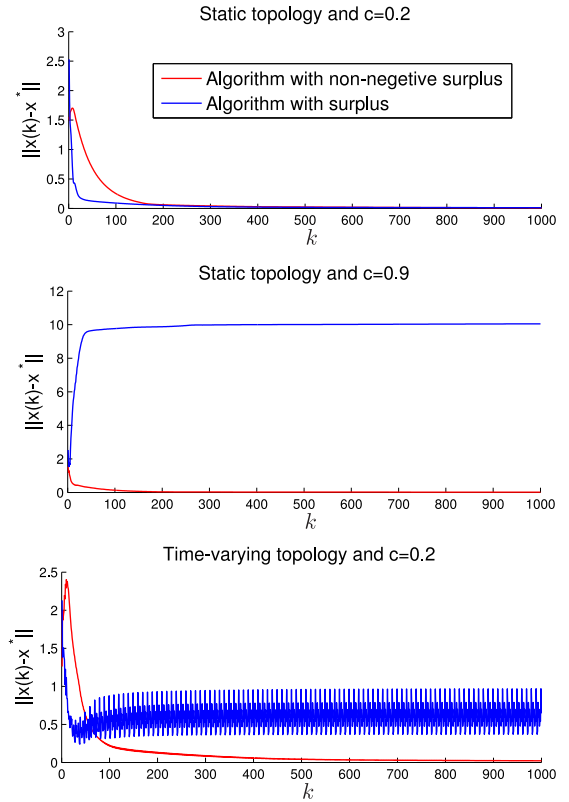 Static topology and c=0.2
3
2.5
2
1.5
1
0.5
0
||x(k)-x*||
Algorithm with non-negetive surplus
Algorithm with surplus
0 100 200 300 400 500 600 700 800 900 1000
k
Static topology and c=0.9
12
10
8
6
4
2
0
||x(k)-x*||
0 100 200 300 400 500 600 700 800 900 1000
k
Time-varying topology and c=0.2
2.5
2
1.5
1
0.5
0
||x(k)-x*||
0 100 200 300 400 500 600 700 800 900 1000
k